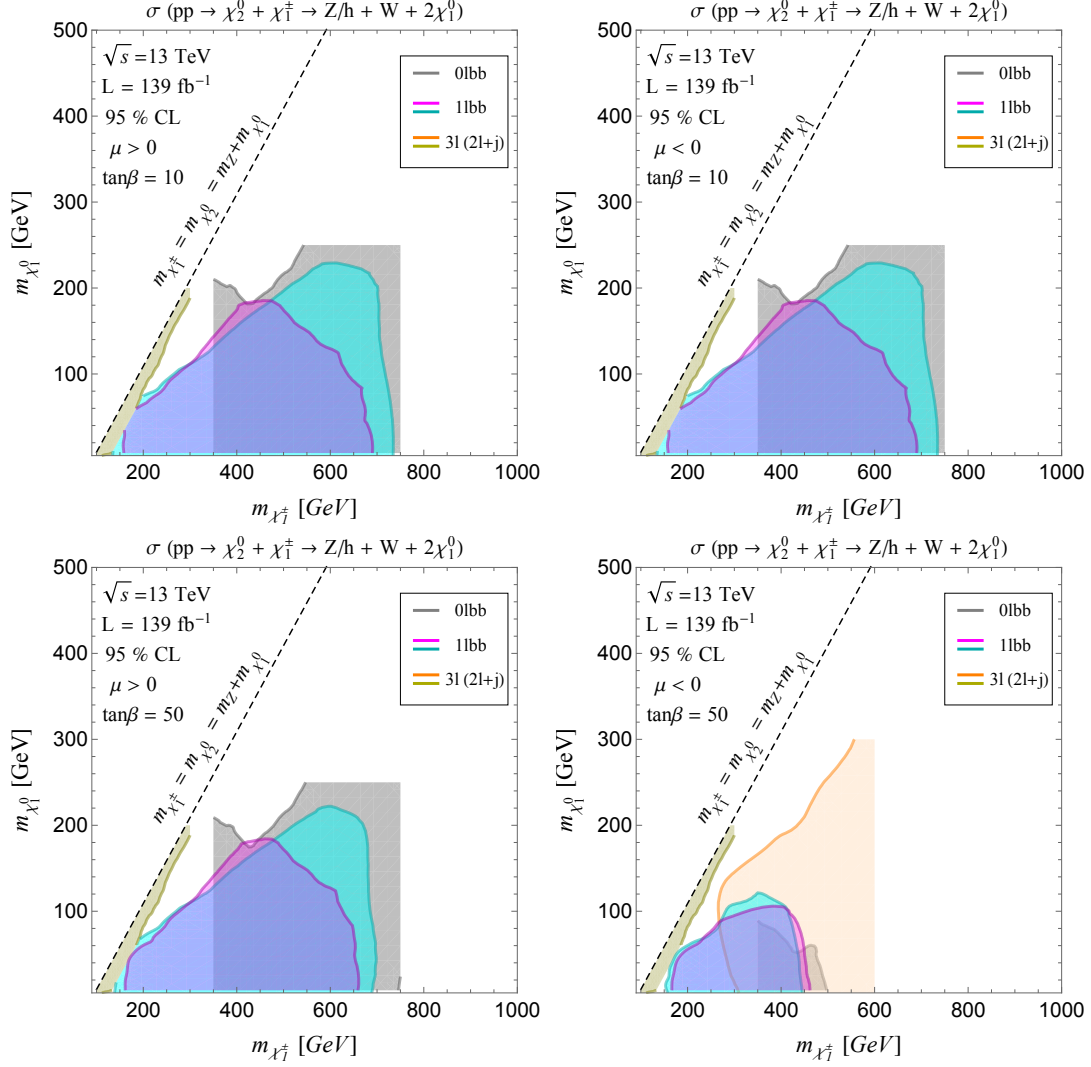 σ (pp → χ₂⁰ + χ₁± → Z/h + W + 2χ₁⁰)
√s =13 TeV
L = 139 fb⁻¹
95 % CL
μ > 0
tanβ = 10
m_χ₁± = m_χ₂⁰ = m_Z+m_χ₁⁰
0lbb
1lbb
3l (2l+j)
500
400
300
200
100
m_χ₁⁰ [GeV]
200 400 600 800 1000
m_χ₁± [GeV]
σ (pp → χ₂⁰ + χ₁± → Z/h + W + 2χ₁⁰)
√s =13 TeV
L = 139 fb⁻¹
95 % CL
μ < 0
tanβ = 10
m_χ₁± = m_χ₂⁰ = m_Z+m_χ₁⁰
0lbb
1lbb
3l (2l+j)
500
400
300
200
100
m_χ₁⁰ [GeV]
200 400 600 800 1000
m_χ₁± [GeV]
σ (pp → χ₂⁰ + χ₁± → Z/h + W + 2χ₁⁰)
√s =13 TeV
L = 139 fb⁻¹
95 % CL
μ > 0
tanβ = 50
m_χ₁± = m_χ₂⁰ = m_Z+m_χ₁⁰
0lbb
1lbb
3l (2l+j)
500
400
300
200
100
m_χ₁⁰ [GeV]
200 400 600 800 1000
m_χ₁± [GeV]
σ (pp → χ₂⁰ + χ₁± → Z/h + W + 2χ₁⁰)
√s =13 TeV
L = 139 fb⁻¹
95 % CL
μ < 0
tanβ = 50
m_χ₁± = m_χ₂⁰ = m_Z+m_χ₁⁰
0lbb
1lbb
3l (2l+j)
500
400
300
200
100
m_χ₁⁰ [GeV]
200 400 600 800 1000
m_χ₁± [GeV]